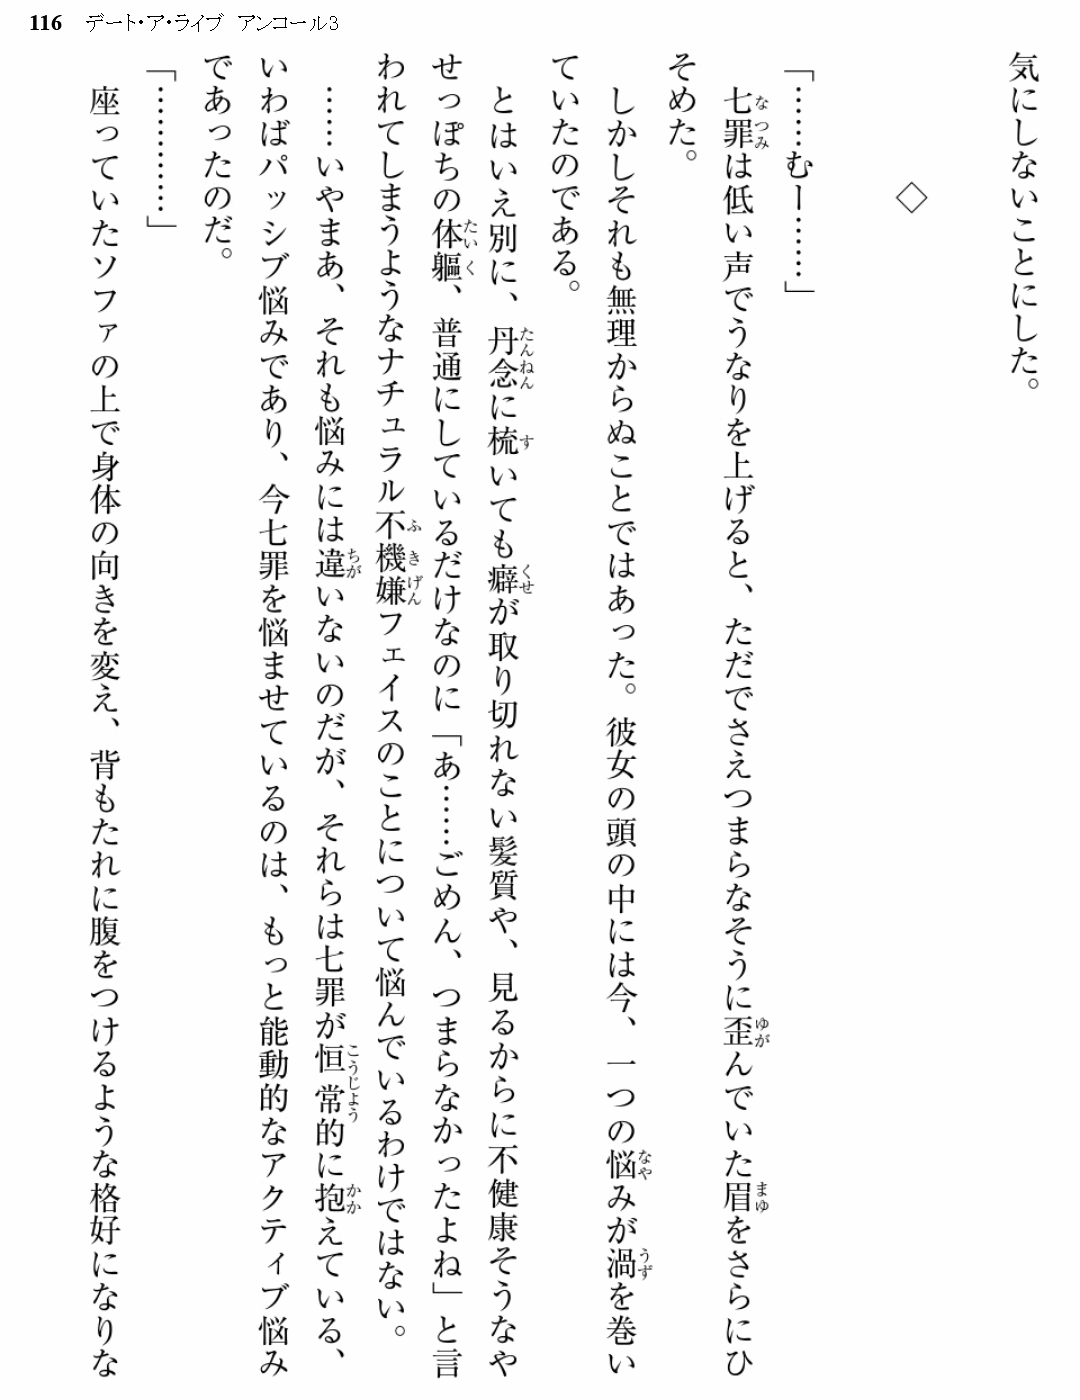 116 デート・ア・ライブ アンコール3
気にしないことにした。
◇
「……むー……」
七罪は低い声でうなりを上げると、ただでさえつまらなそうに歪んでいた眉をさらにひ
そめた。
しかしそれも無理からぬことではあった。彼女の頭の中には今、一つの悩みが渦を巻い
ていたのである。
とはいえ別に、丹念に梳いても癖が取り切れない髪質や、見るからに不健康そうなや
せっぽちの体軀、普通にしているだけなのに「あ……ごめん、つまらなかったよね」と言
われてしまうようなナチュラル不機嫌フェイスのことについて悩んでいるわけではない。
……いやまあ、それも悩みには違いないのだが、それらは七罪が恒常的に抱えている、
いわばパッシブ悩みであり、今七罪を悩ませているのは、もっと能動的なアクティブ悩み
であったのだ。
「…………」
座っていたソファの上で身体の向きを変え、背もたれに腹をつけるような格好になりな